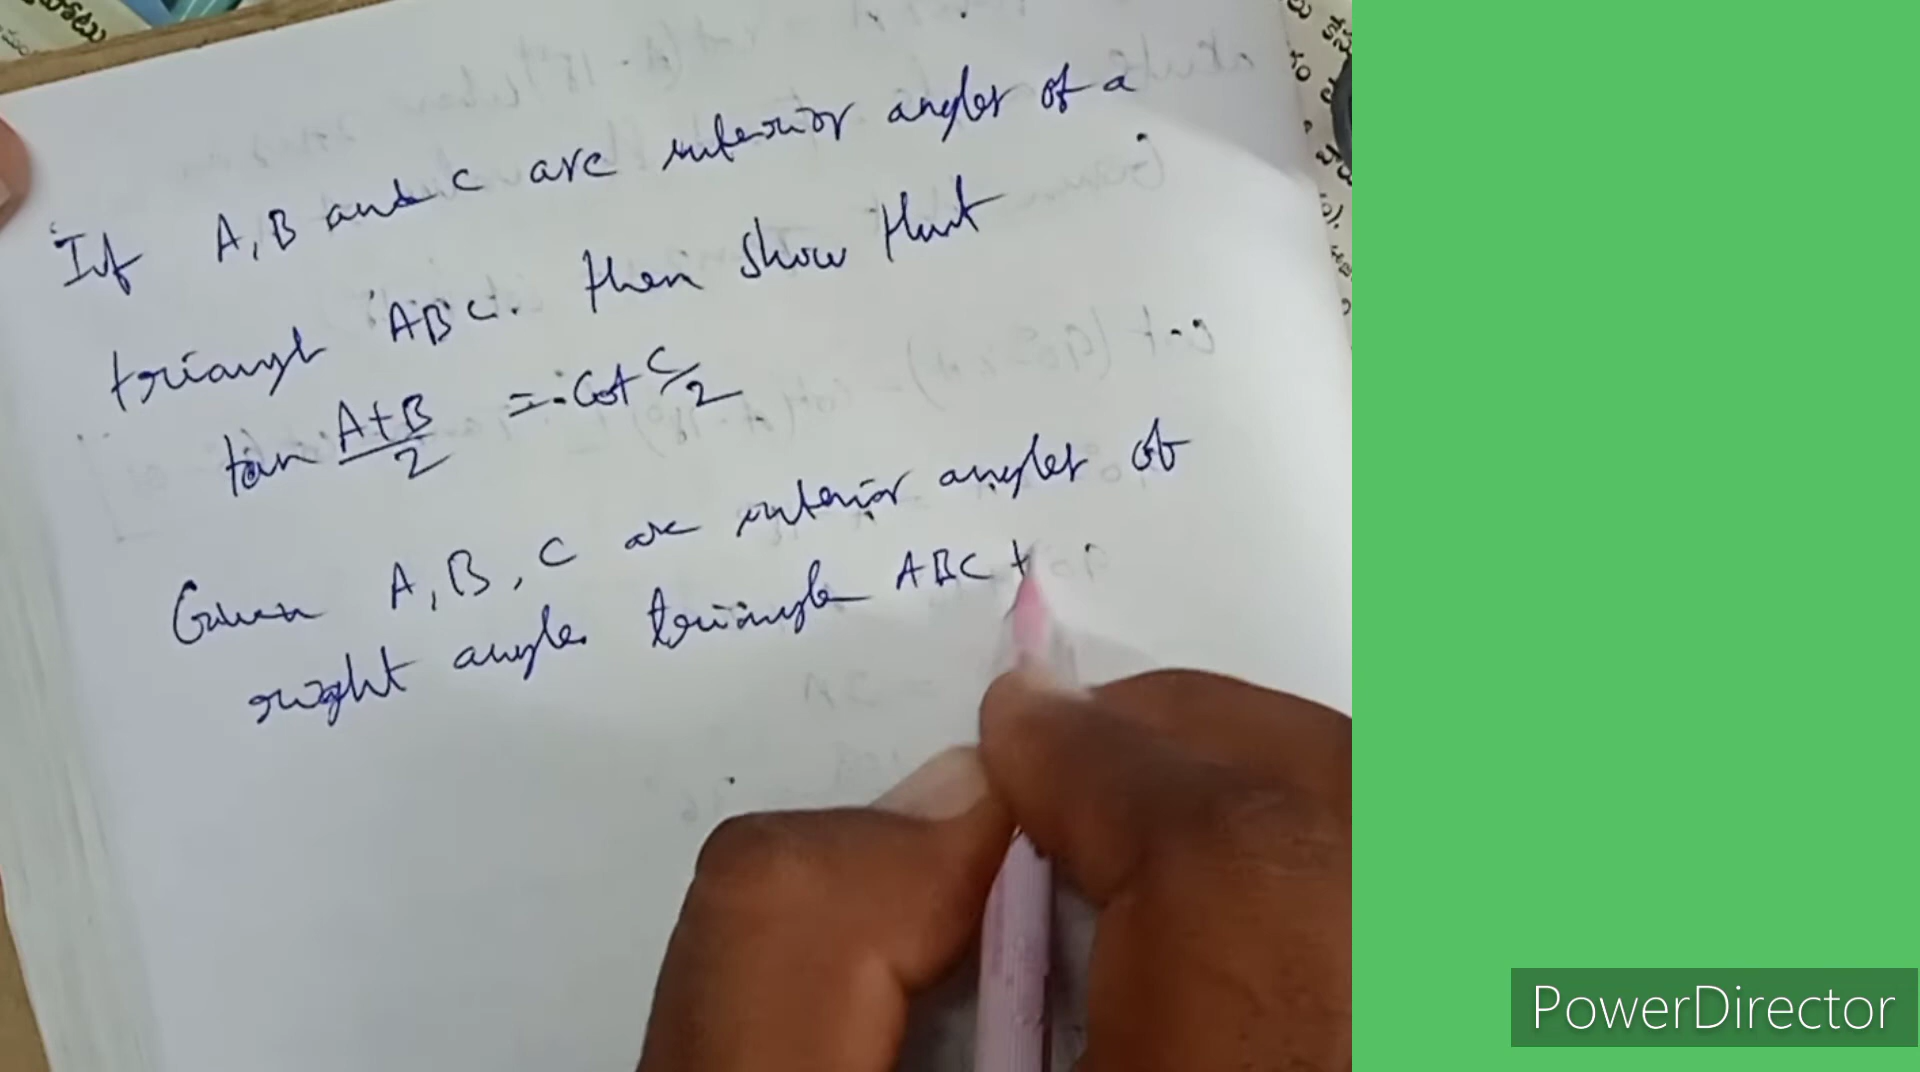 If A, B and C are interior angles of a
triangle ABC. then show that
tan A+B/2 = cot C/2
Given A, B, C are interior angles of
right angle triangle ABC
PowerDirector